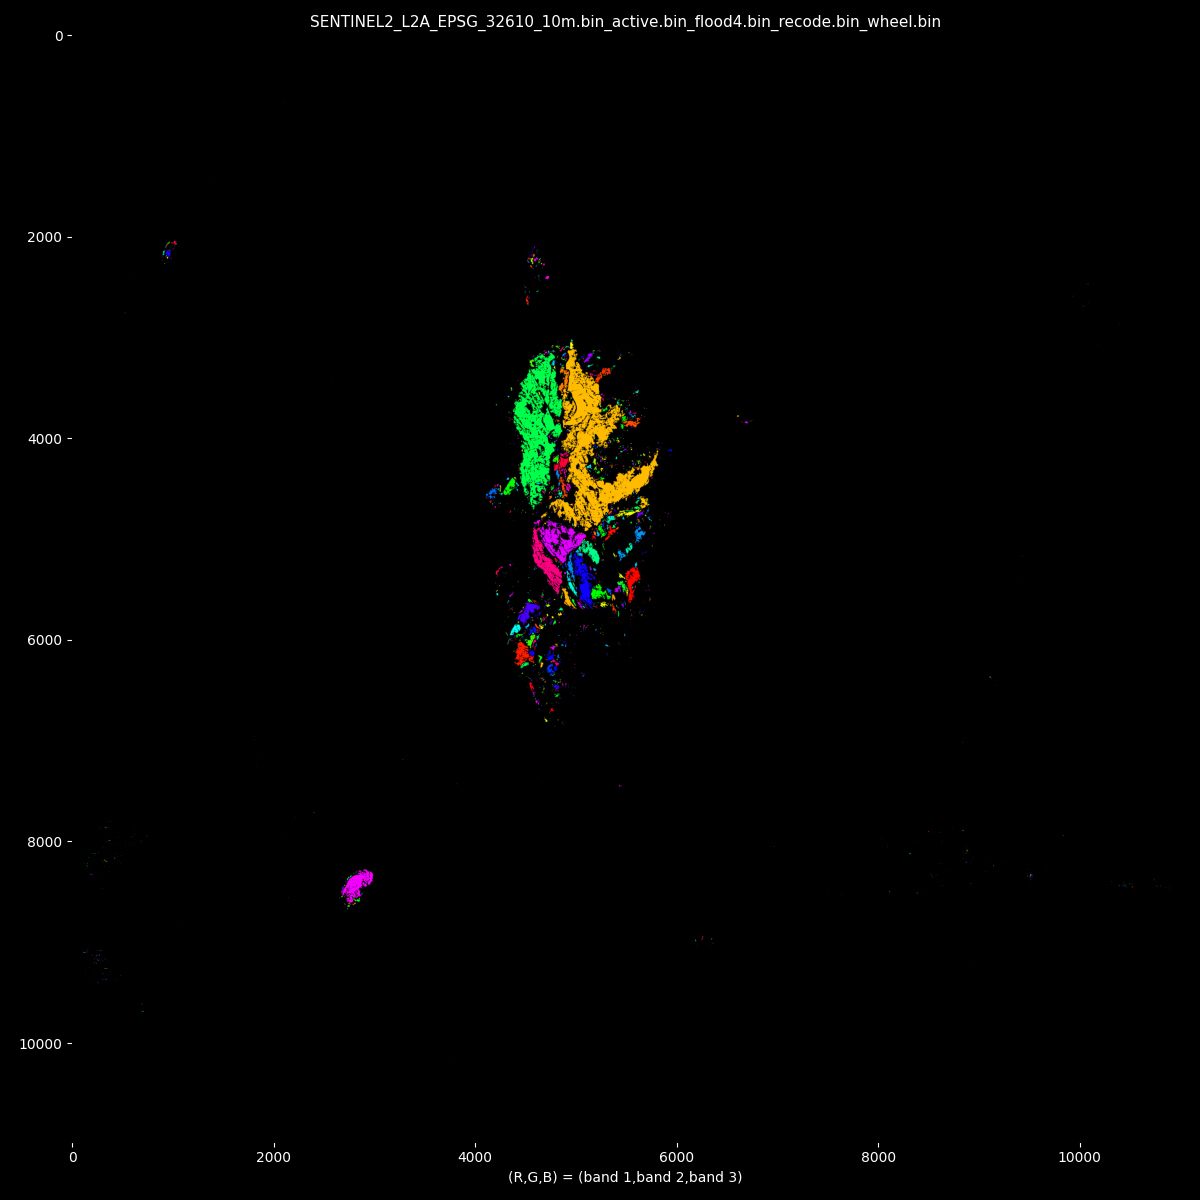 SENTINEL2_L2A_EPSG_32610_10m.bin_active.bin_flood4.bin_recode.bin_wheel.bin
0
2000
4000
6000
8000
10000
0 2000 4000 6000 8000 10000
(R,G,B) = (band 1,band 2,band 3)